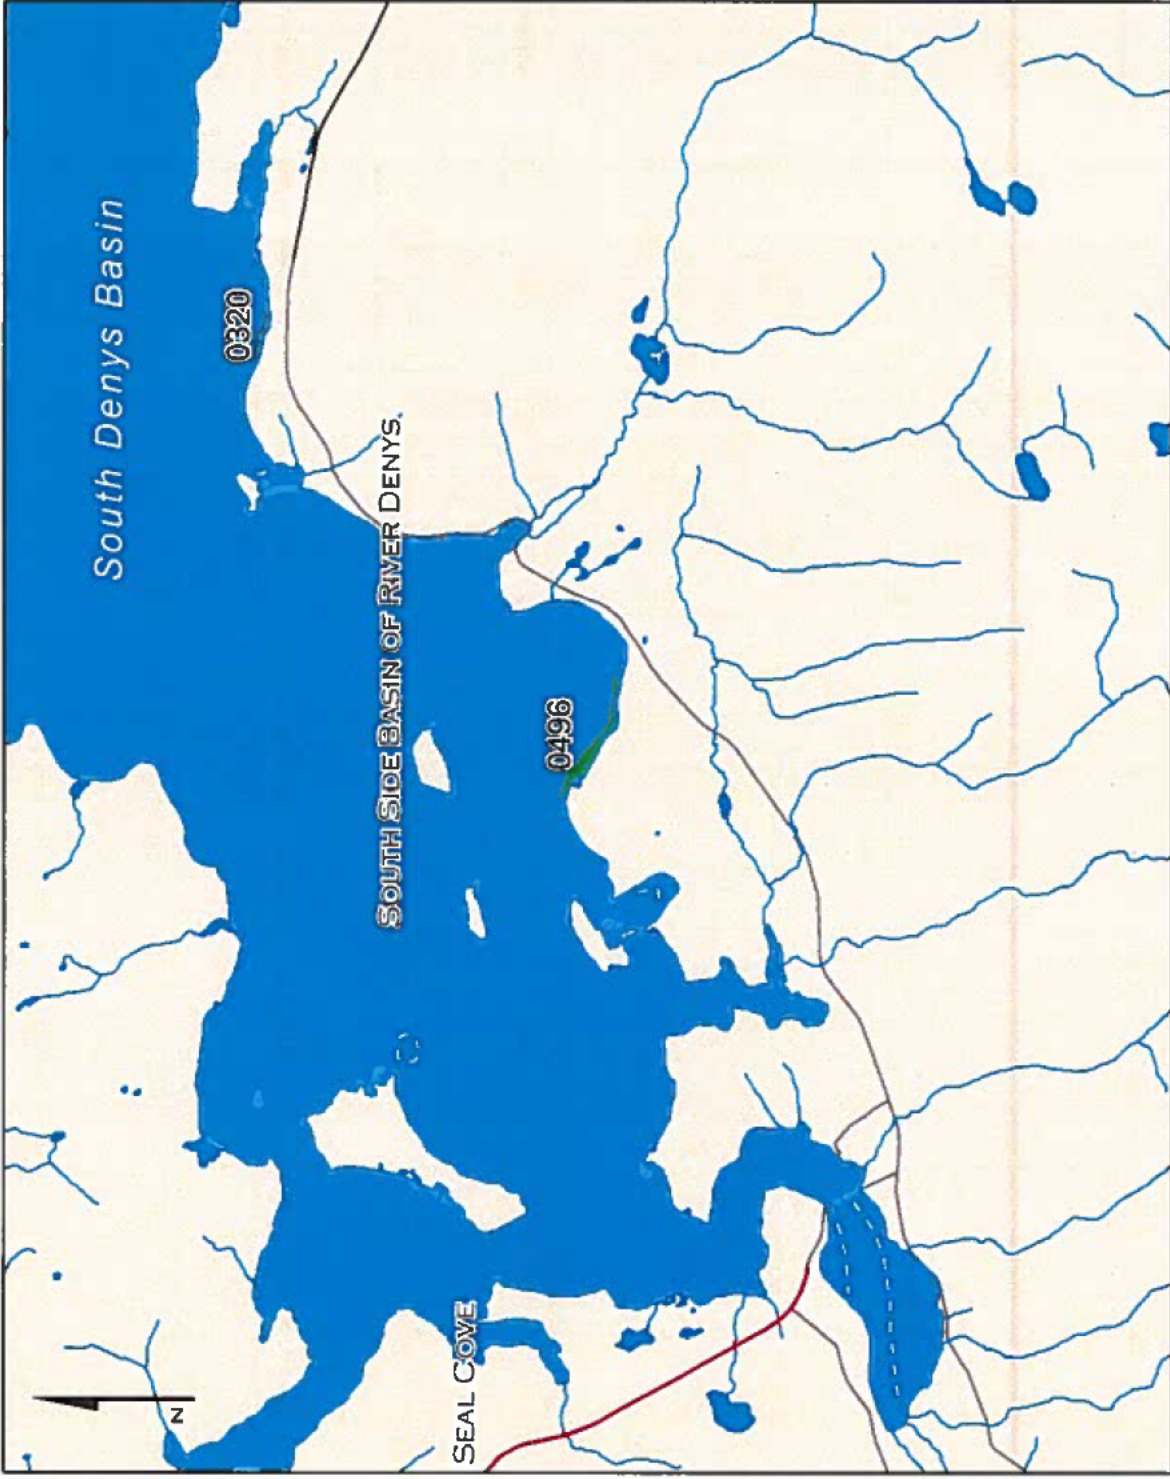 South Denys Basin
0320
SOUTH SIDE BASIN OF RIVER DENYS.
0496
SEAL COVE
N